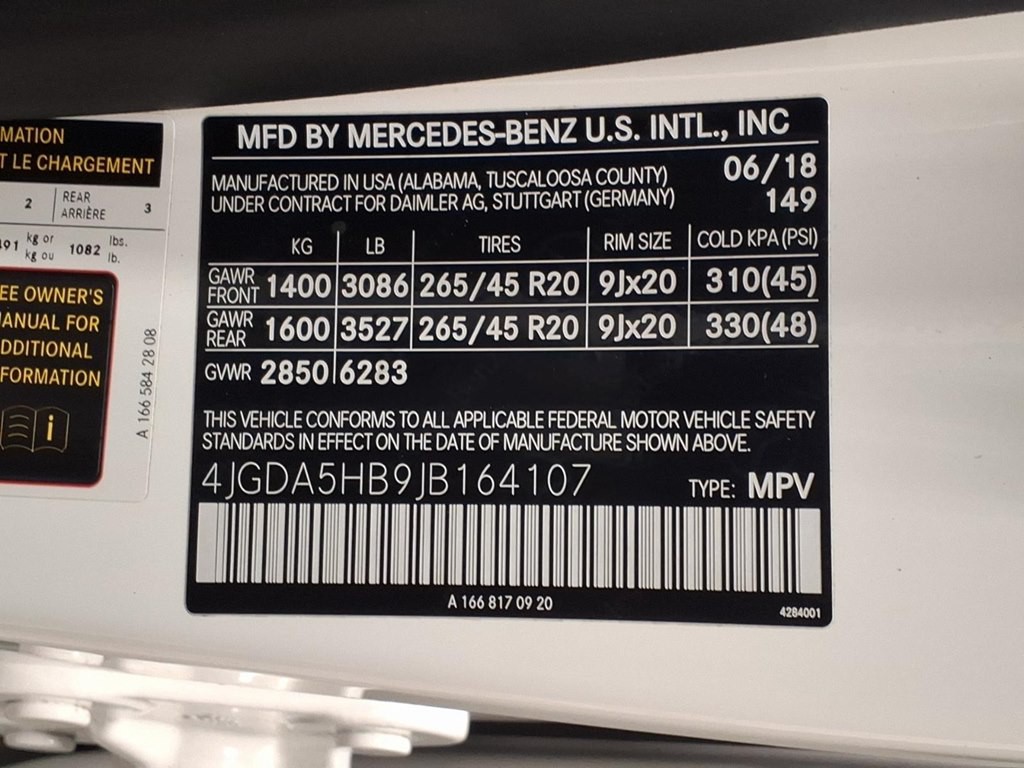 MATION
T LE CHARGEMENT
2 REAR ARRIÈRE 3
491 kg or kg ou 1082 lbs. lb.
EE OWNER'S
ANUAL FOR
DDITIONAL
FORMATION
i
A 166 584 28 08
MFD BY MERCEDES-BENZ U.S. INTL., INC
MANUFACTURED IN USA (ALABAMA, TUSCALOOSA COUNTY) 06/18
UNDER CONTRACT FOR DAIMLER AG, STUTTGART (GERMANY) 149
KG LB TIRES RIM SIZE COLD KPA(PSI)
GAWR FRONT 1400 3086 265/45 R20 9Jx20 310(45)
GAWR REAR 1600 3527 265/45 R20 9Jx20 330(48)
GVWR 2850 6283
THIS VEHICLE CONFORMS TO ALL APPLICABLE FEDERAL MOTOR VEHICLE SAFETY
STANDARDS IN EFFECT ON THE DATE OF MANUFACTURE SHOWN ABOVE.
4JGDA5HB9JB164107 TYPE: MPV
A 166 817 09 20
4284001